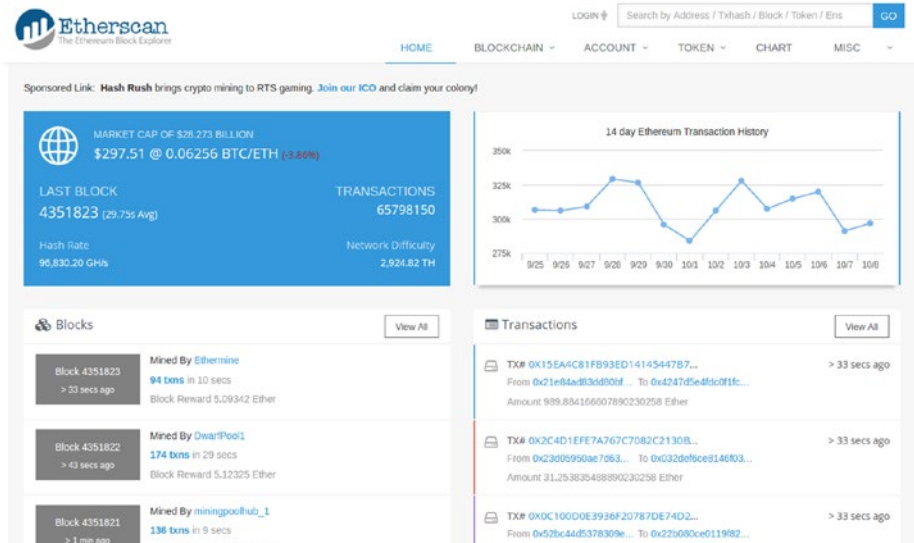 Etherscan
The Ethereum Block Explorer
LOGIN
Search by Address / Txhash / Block / Token / Ens
GO
HOME
BLOCKCHAIN
ACCOUNT
TOKEN
CHART
MISC
Sponsored Link: Hash Rush brings crypto mining to RTS gaming. Join our ICO and claim your colony!
MARKET CAP OF $28.273 BILLION
$297.51 @ 0.06256 BTC/ETH (-3.86%)
LAST BLOCK
4351823 (29.75s Avg)
TRANSACTIONS
65798150
Hash Rate
96,830.20 GH/s
Network Difficulty
2,924.82 TH
14 day Ethereum Transaction History
350k
325k
300k
275k
9/25 9/26 9/27 9/28 9/29 9/30 10/1 10/2 10/3 10/4 10/5 10/6 10/7 10/8
Blocks
View All
Block 4351823
> 33 secs ago
Mined By Ethermine
94 txns in 10 secs
Block Reward 5.09342 Ether
Block 4351822
> 43 secs ago
Mined By DwarfPool1
174 txns in 29 secs
Block Reward 5.12325 Ether
Block 4351821
> 1 min ago
Mined By miningpoolhub_1
136 txns in 9 secs
Transactions
View All
TX# 0X15EA4C81FB93ED14145447B7...
> 33 secs ago
From 0x21e84ad83dd80bf... To 0x4247d5e4fdc0f1fc...
Amount 989.884166607890230258 Ether
TX# 0X2C4D1EFE7A767C7082C2130B...
> 33 secs ago
From 0x23d05950ae7d63... To 0x032def6ce8146f03...
Amount 31.253835488890230258 Ether
TX# 0X0C100D0E3936F20787DE74D2...
> 33 secs ago
From 0x52bc44d5378309e... To 0x22b080ce0119f82...